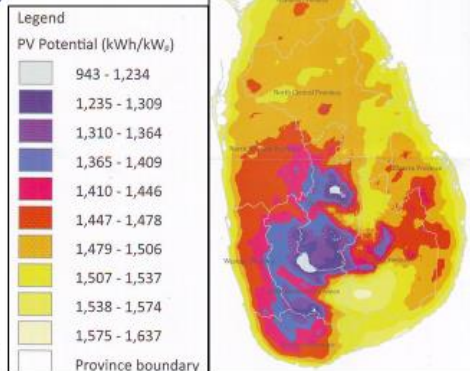 Legend
PV Potential (kWh/kWₚ)
943 - 1,234
1,235 - 1,309
1,310 - 1,364
1,365 - 1,409
1,410 - 1,446
1,447 - 1,478
1,479 - 1,506
1,507 - 1,537
1,538 - 1,574
1,575 - 1,637
Province boundary
North Central Province